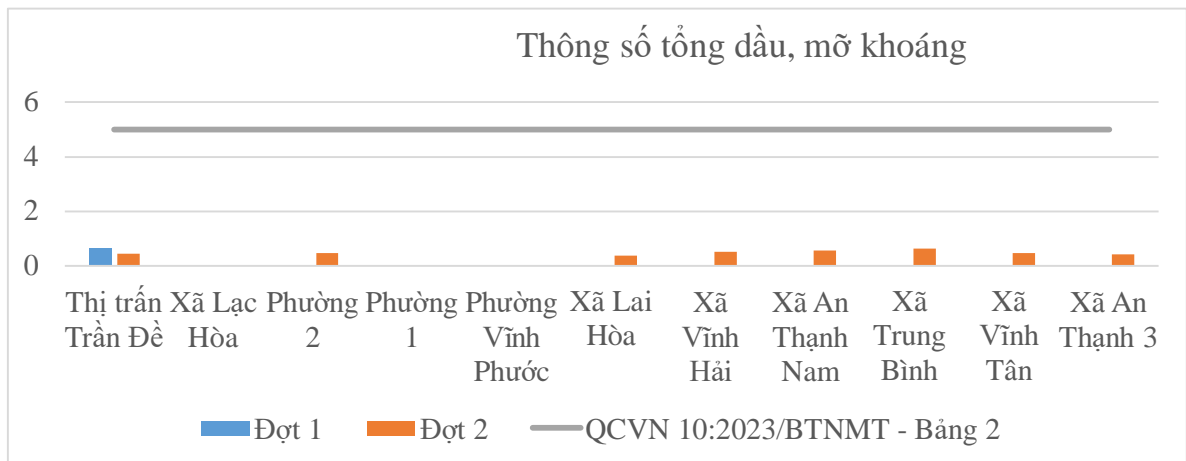 Thông số tổng dầu, mỡ khoáng
6
4
2
0
Thị trấn Trần Đề
Xã Lạc Hòa
Phường 2
Phường 1
Phường Vĩnh Phước
Xã Lai Hòa
Xã Vĩnh Hải
Xã An Thạnh Nam
Xã Trung Bình
Xã Vĩnh Tân
Xã An Thạnh 3
Đợt 1
Đợt 2
QCVN 10:2023/BTNMT - Bảng 2